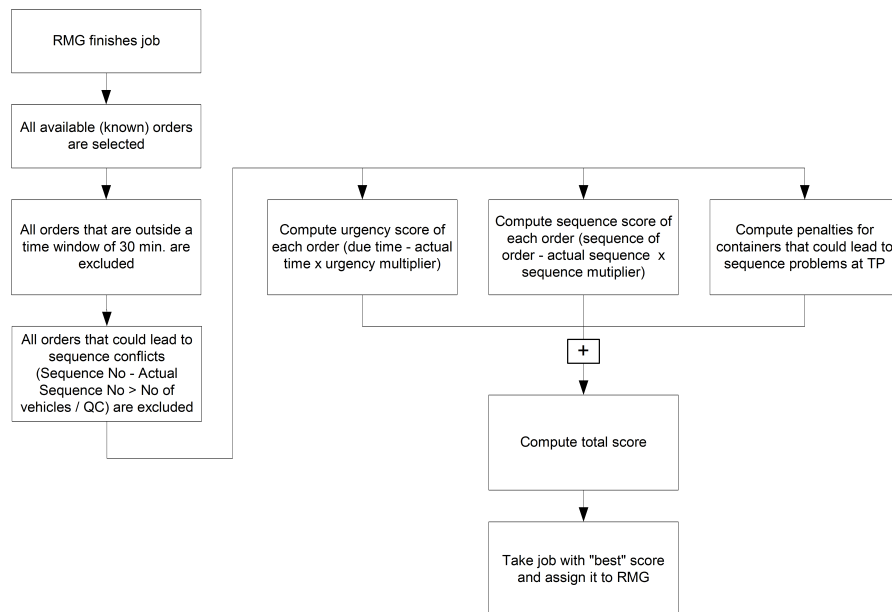 RMG finishes job
All available (known) orders
are selected
All orders that are outside a
time window of 30 min. are
excluded
All orders that could lead to
sequence conflicts
(Sequence No - Actual
Sequence No > No of
vehicles / QC) are excluded
Compute urgency score of
each order (due time - actual
time x urgency multiplier)
Compute sequence score of
each order (sequence of
order - actual sequence x
sequence mutiplier)
Compute penalties for
containers that could lead to
sequence problems at TP
+
Compute total score
Take job with "best" score
and assign it to RMG